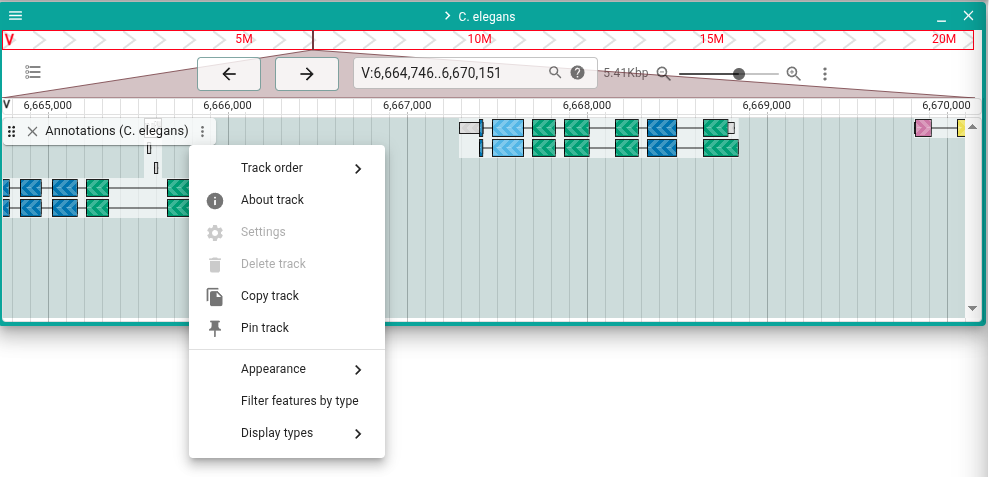 C. elegans
V
5M
10M
15M
20M
V:6,664,746..6,670,151
5.41Kbp
V
6,665,000
6,666,000
6,667,000
6,668,000
6,669,000
6,670,000
Annotations (C. elegans)
Track order
About track
Settings
Delete track
Copy track
Pin track
Appearance
Filter features by type
Display types